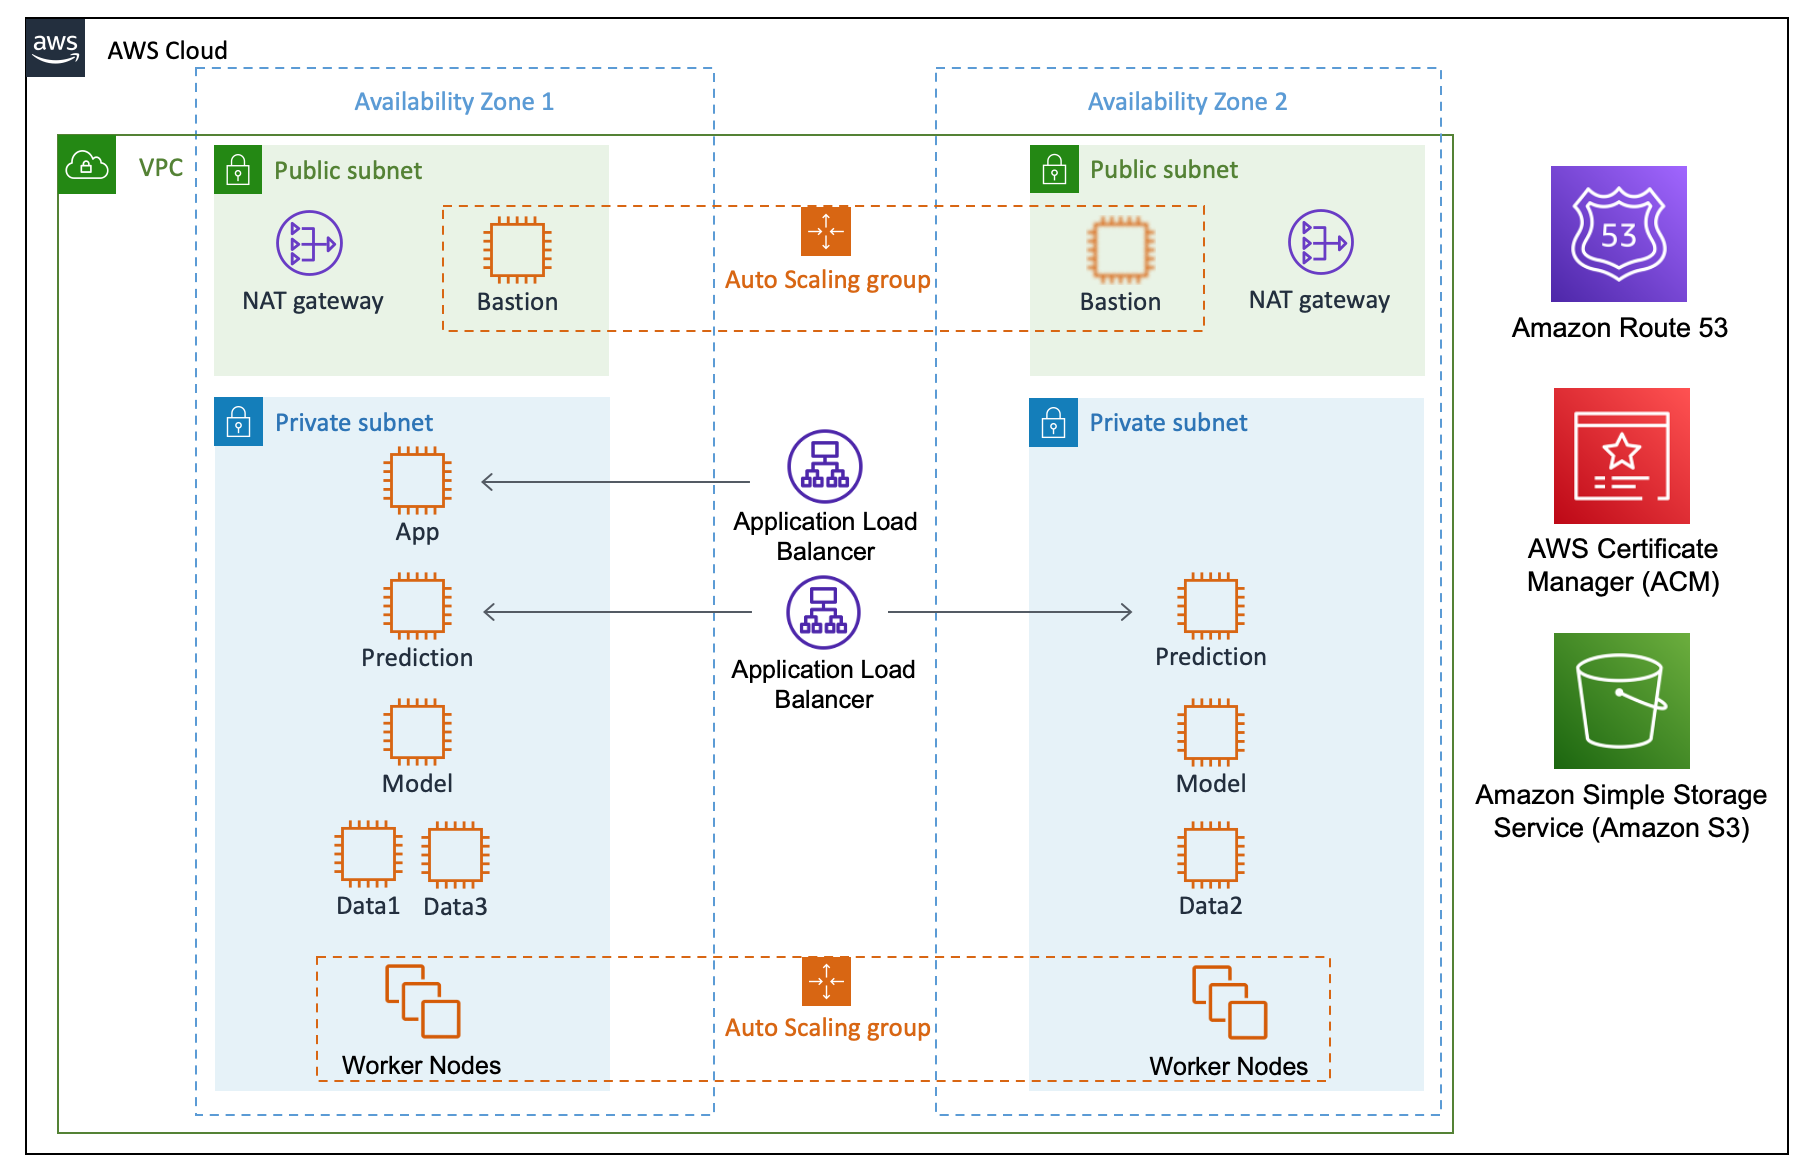 aws
AWS Cloud
Availability Zone 1
Availability Zone 2
VPC
Public subnet
Public subnet
NAT gateway
Bastion
Auto Scaling group
Bastion
NAT gateway
53
Amazon Route 53
Private subnet
Private subnet
App
Application Load
Balancer
AWS Certificate
Manager (ACM)
Prediction
Application Load
Balancer
Prediction
Model
Model
Amazon Simple Storage
Service (Amazon S3)
Data1
Data3
Data2
Auto Scaling group
Worker Nodes
Worker Nodes